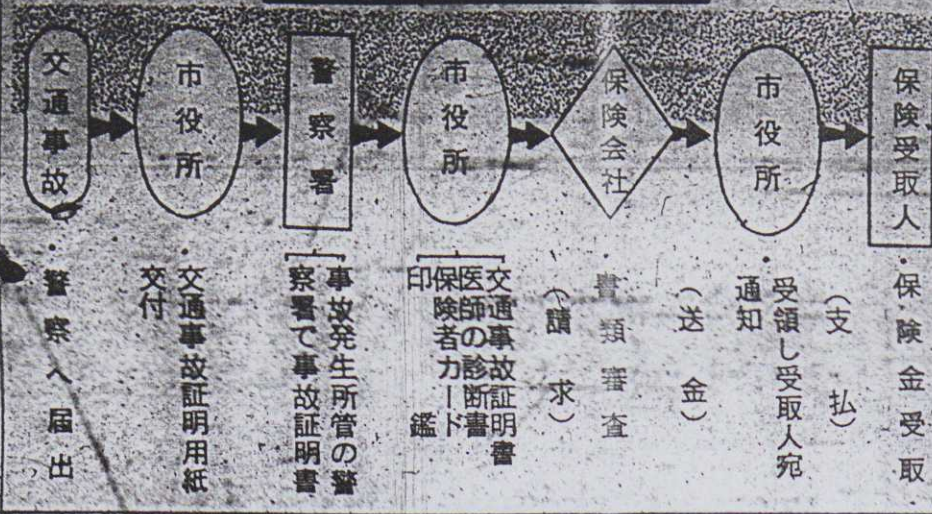 交通事故
市役所
警察署
市役所
保険会社
市役所
保険受取人
・警察へ届出
・交通事故証明用紙
交付
事故発生所管の警
察署で事故証明書
交通事故証明書
医師の診断書
保険者カード
印鑑
(請求)
書類審査
(送金)
・受領し受取人宛
通知
(支払)
・保険金受取